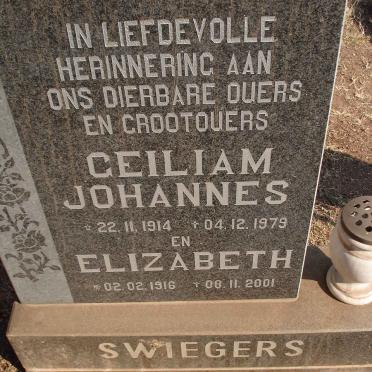 IN LIEFDEVOLLE
HERINNERING AAN
ONS DIERBARE OUERS
EN GROOTOUERS
GEILIAM
JOHANNES
* 22.11.1914 † 04.12.1979
EN
ELIZABETH
* 02.02.1916 † 08.11.2001
SWIEGERS